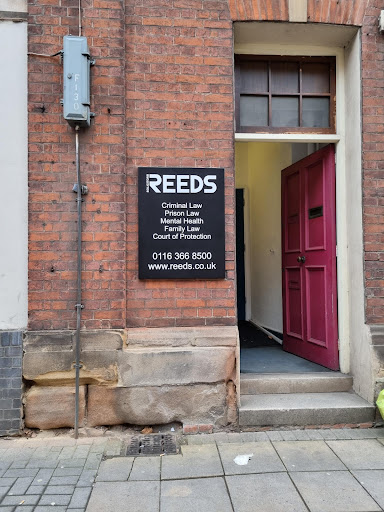 F130
REEDS
Criminal Law
Prison Law
Mental Health
Family Law
Court of Protection
0116 366 8500
www.reeds.co.uk